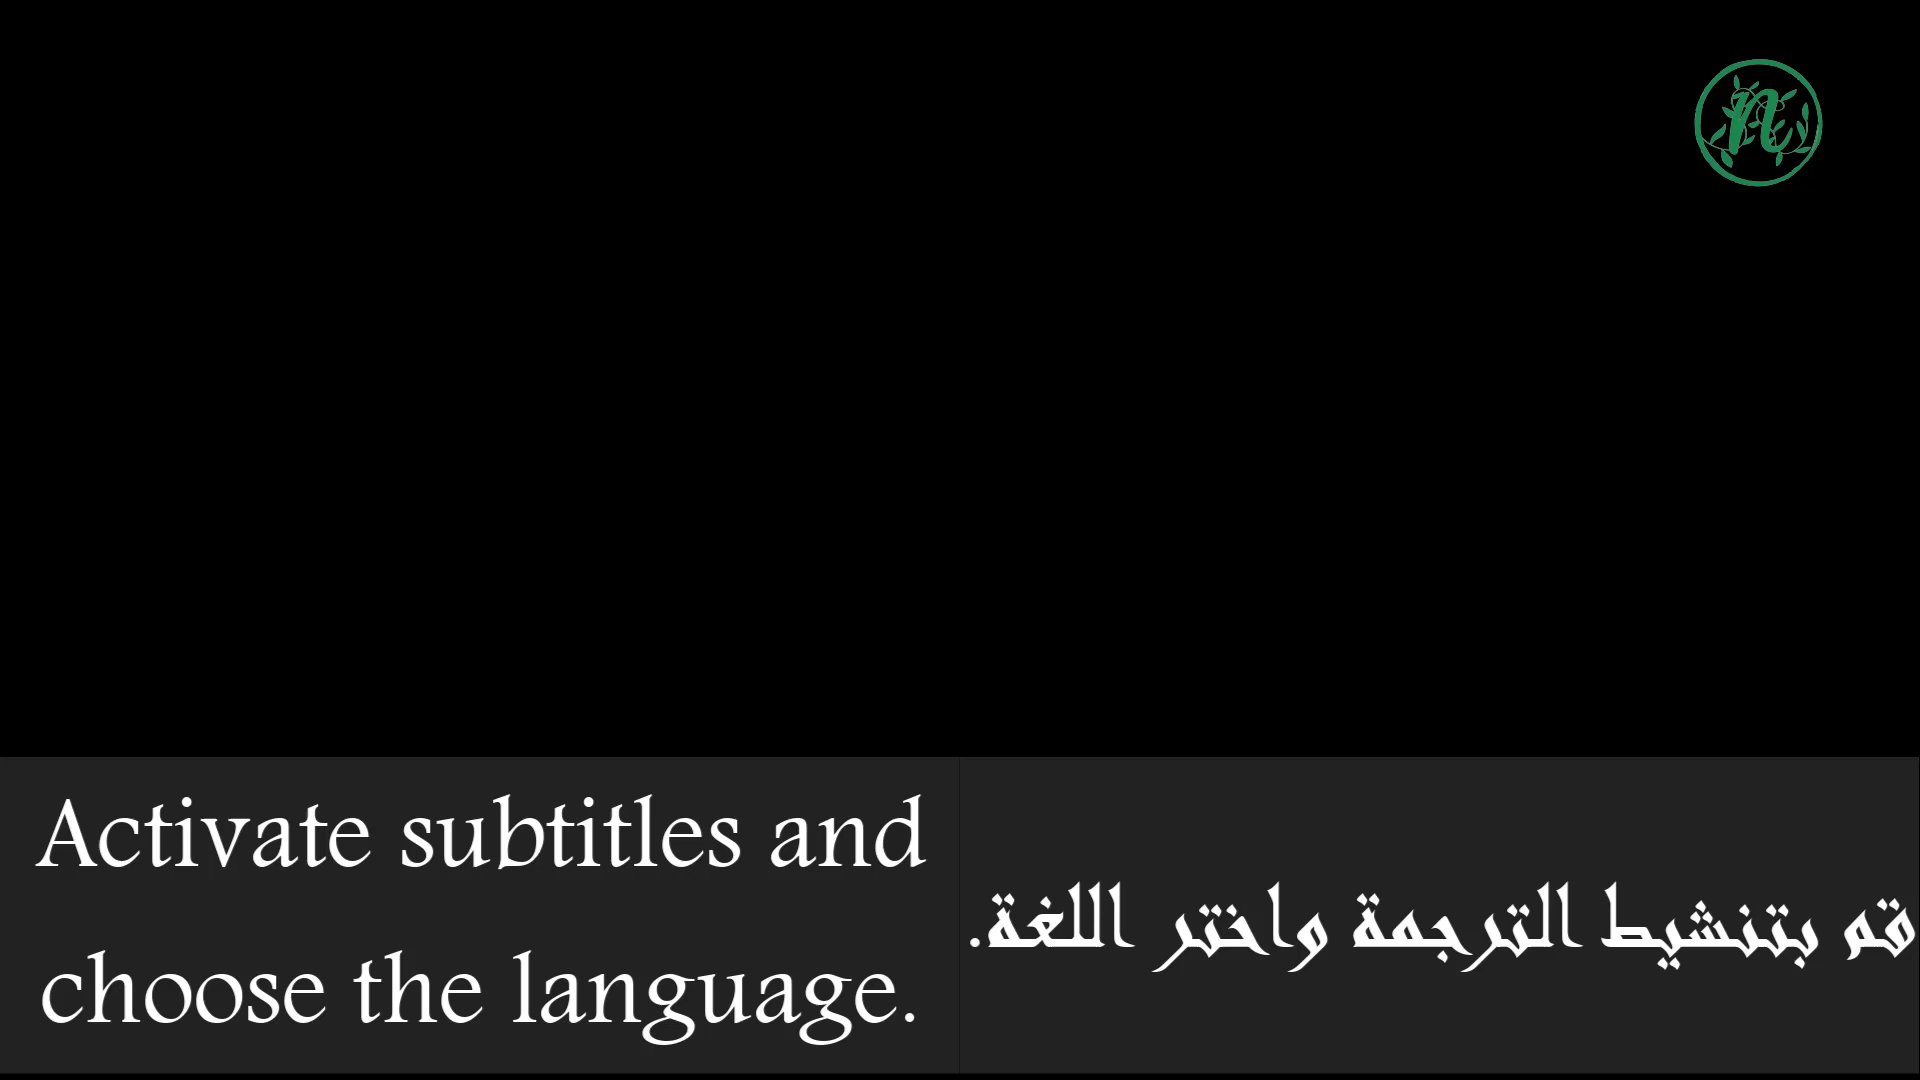 n
Activate subtitles and
choose the language.
قم بتنشيط الترجمة واختر اللغة.